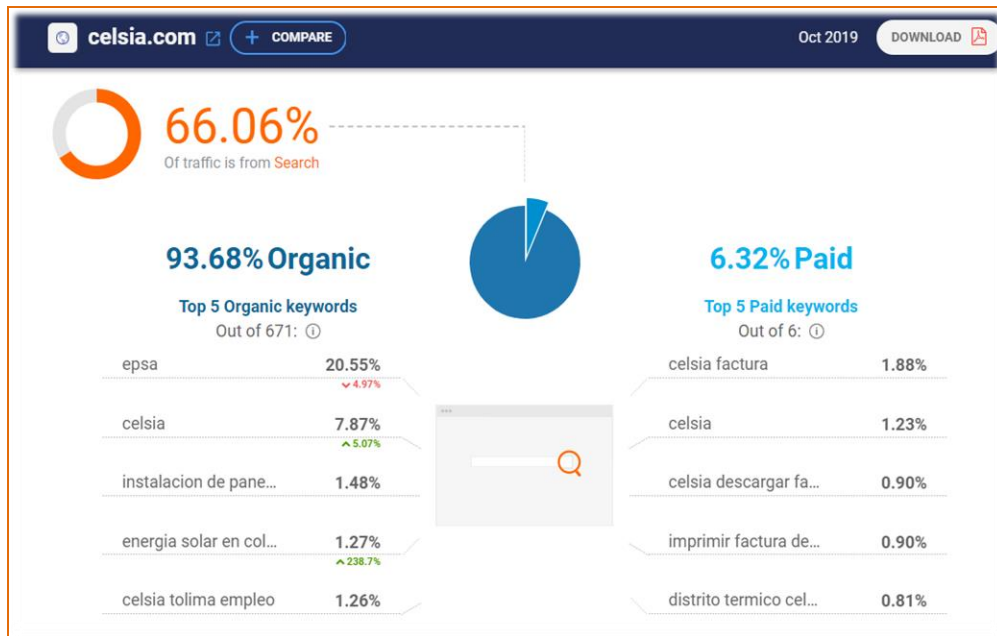 celsia.com + COMPARE Oct 2019 DOWNLOAD
66.06%
Of traffic is from Search
93.68% Organic
Top 5 Organic keywords
Out of 671:
epsa 20.55%
4.97%
celsia 7.87%
5.07%
instalacion de pane... 1.48%
energia solar en col... 1.27%
238.7%
celsia tolima empleo 1.26%
6.32% Paid
Top 5 Paid keywords
Out of 6:
celsia factura 1.88%
celsia 1.23%
celsia descargar fa... 0.90%
imprimir factura de... 0.90%
distrito termico cel... 0.81%